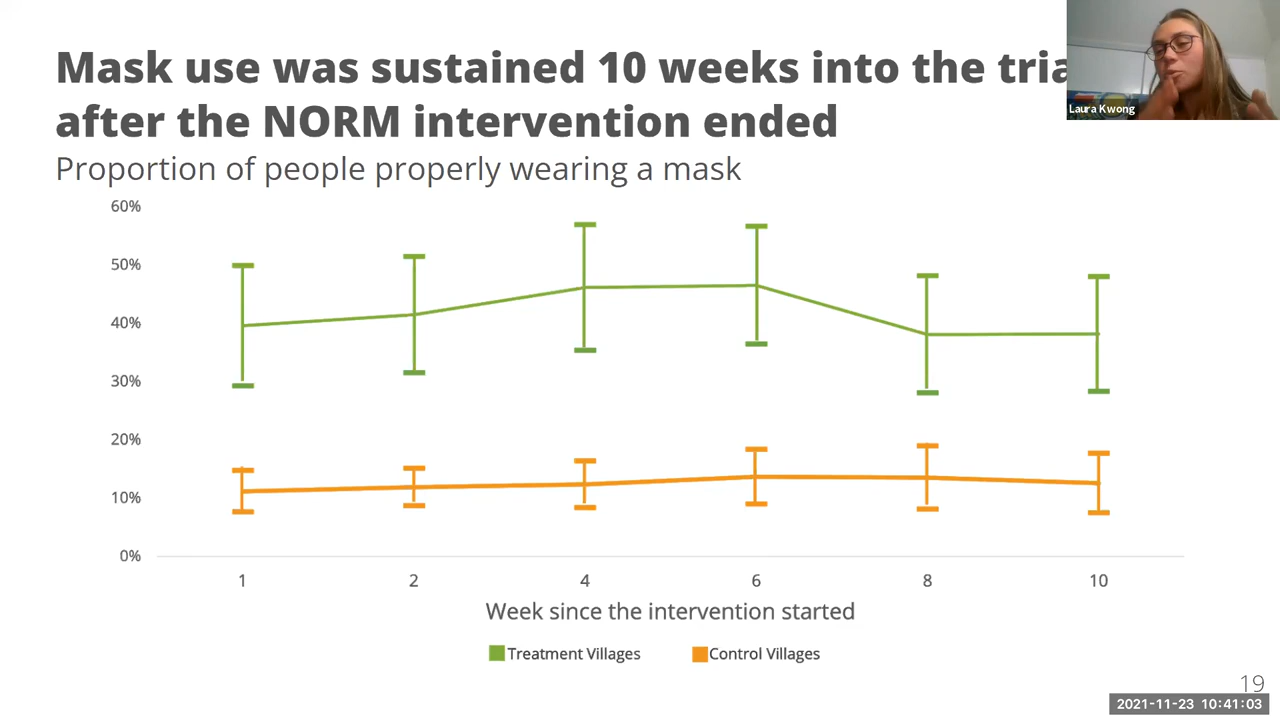 Mask use was sustained 10 weeks into the tria
after the NORM intervention ended
Proportion of people properly wearing a mask
Laura Kwong
60%
50%
40%
30%
20%
10%
0%
1 2 4 6 8 10
Week since the intervention started
Treatment Villages Control Villages
19
2021-11-23 10:41:03